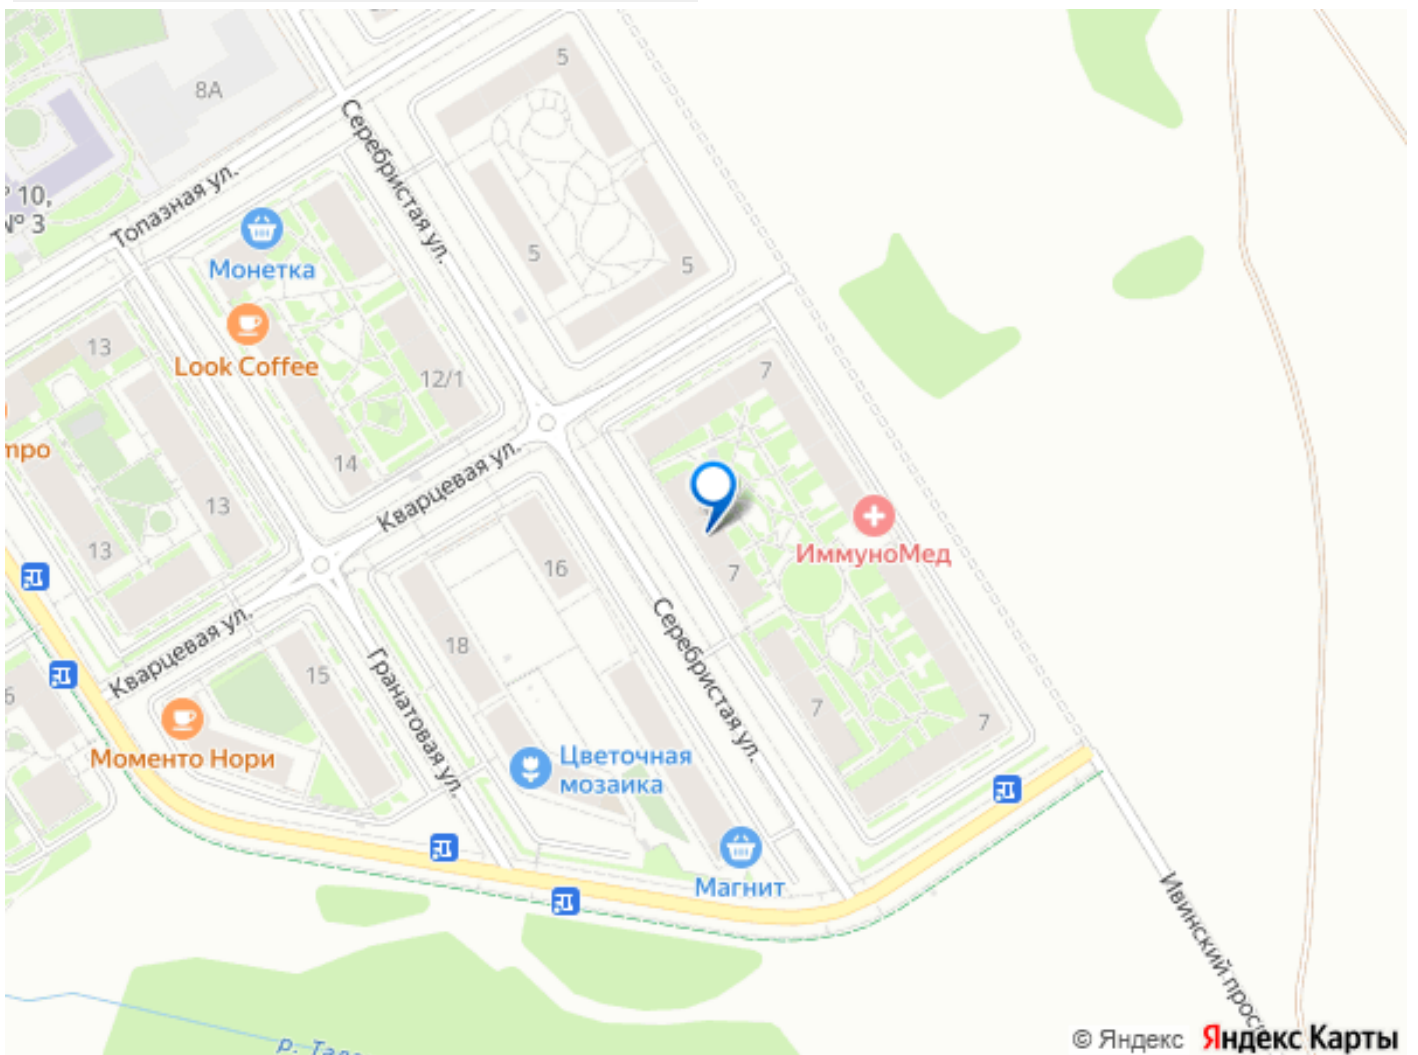 5
8А
Серебристая ул.
№ 10,
№ 3
Топазная ул.
Монетка
5
5
Look Coffee
13
12/1
7
14
Кварцевая ул.
13
13
ИммуноМед
16
7
Серебристая ул.
Кварцевая ул.
18
Гранатовая ул.
15
6
7
7
Моменто Нори
Цветочная
мозаика
Магнит
Ивинский
р.
© Яндекс Яндекс Карты